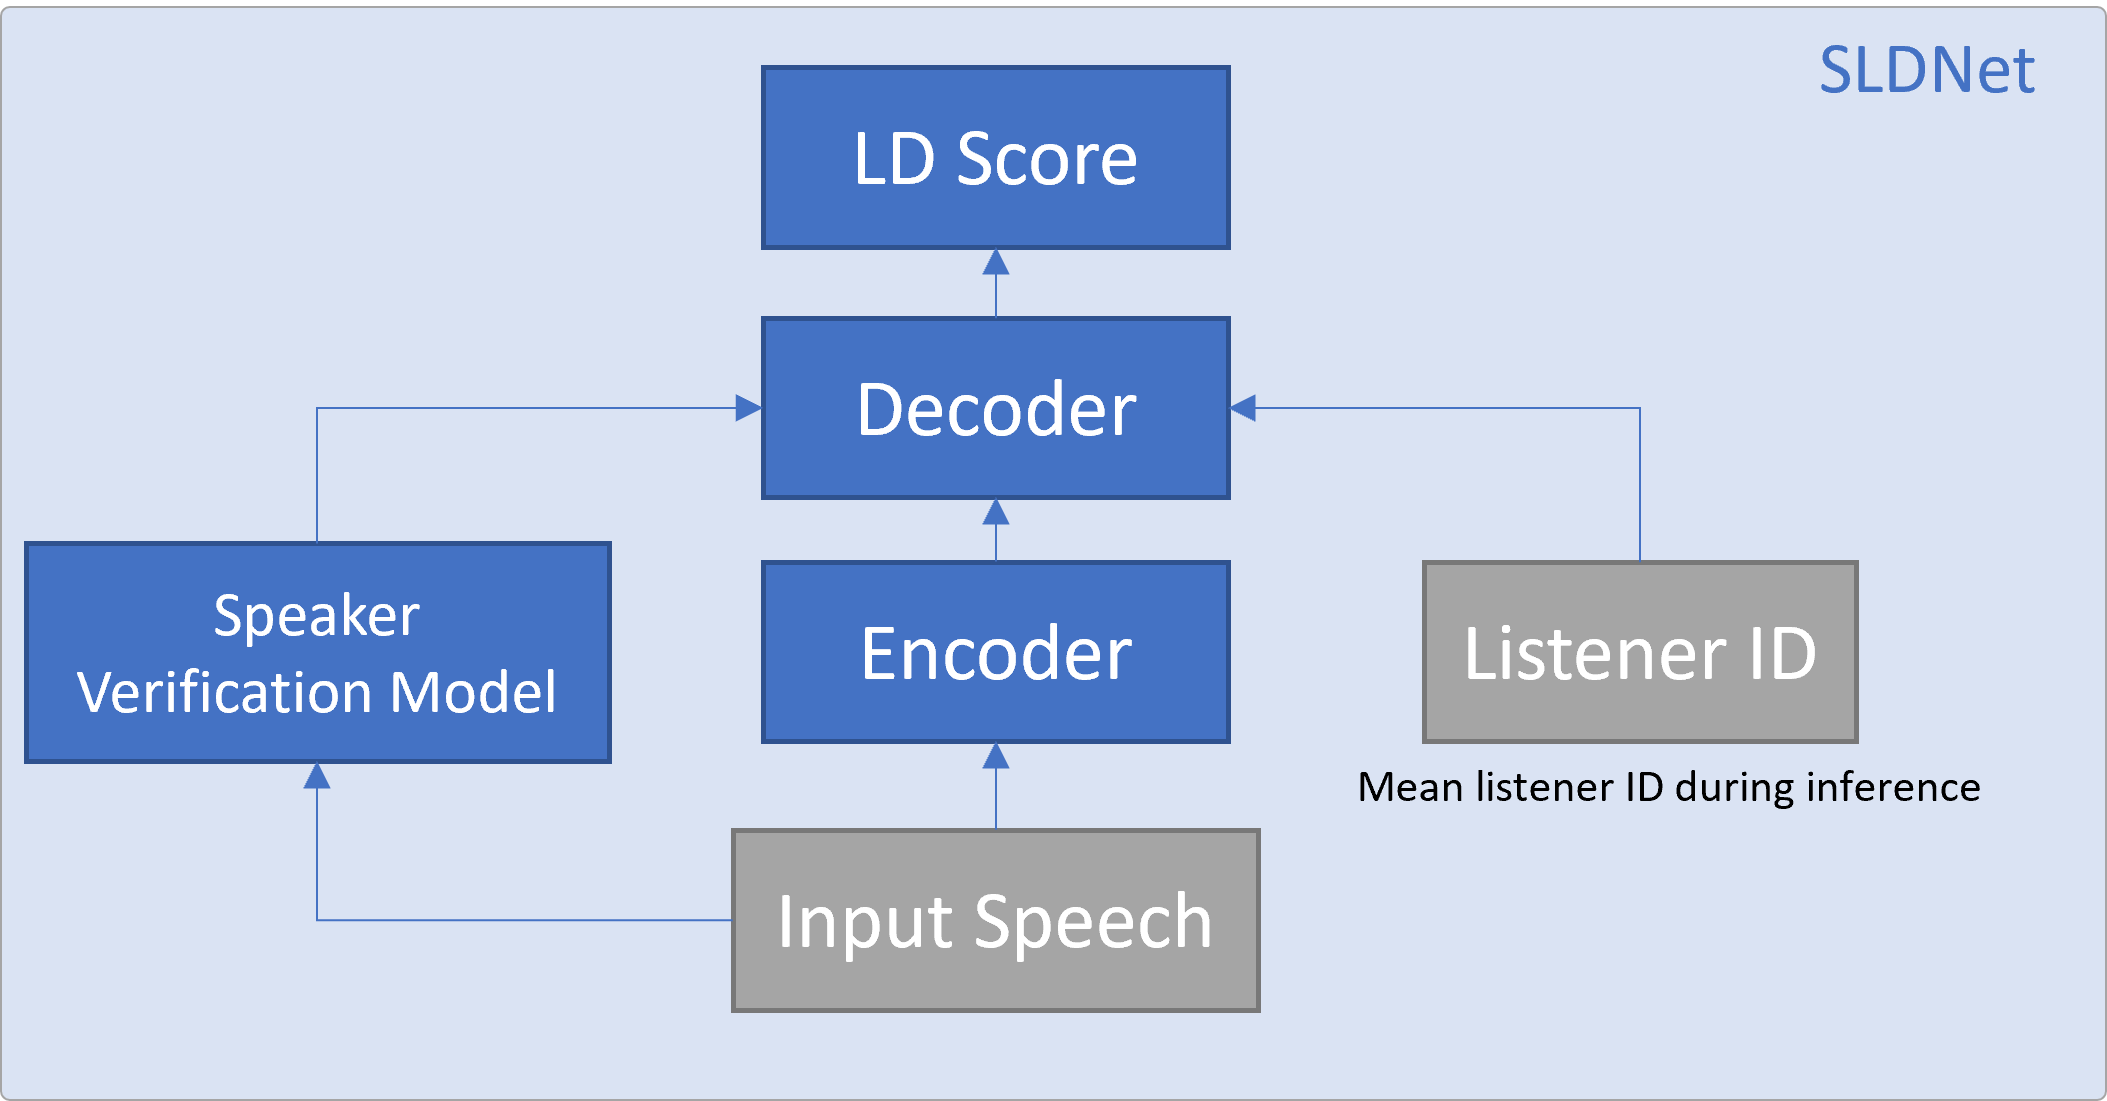 SLDNet
LD Score
Decoder
Speaker
Verification Model
Encoder
Listener ID
Mean listener ID during inference
Input Speech